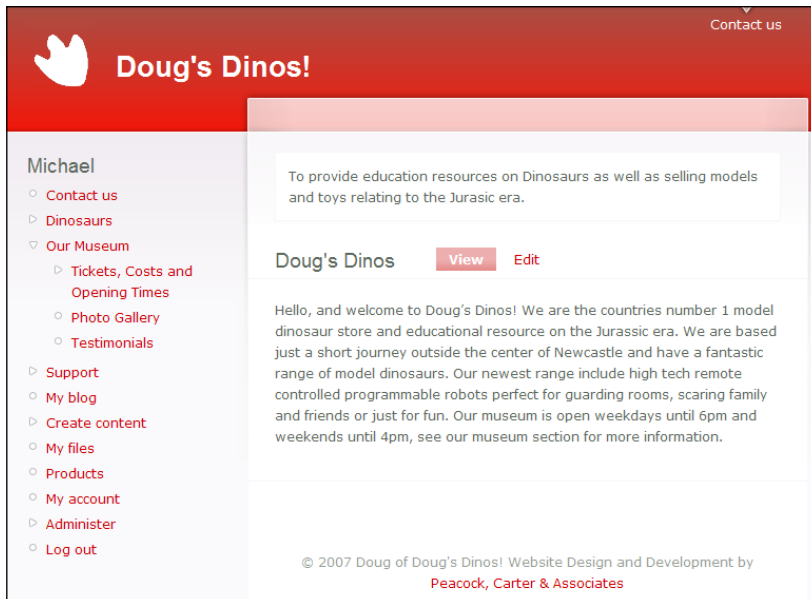 Contact us
Doug's Dinos!
Michael
Contact us
Dinosaurs
Our Museum
Tickets, Costs and
Opening Times
Photo Gallery
Testimonials
Support
My blog
Create content
My files
Products
My account
Administer
Log out
To provide education resources on Dinosaurs as well as selling models
and toys relating to the Jurasic era.
Doug's Dinos View Edit
Hello, and welcome to Doug's Dinos! We are the countries number 1 model
dinosaur store and educational resource on the Jurassic era. We are based
just a short journey outside the center of Newcastle and have a fantastic
range of model dinosaurs. Our newest range include high tech remote
controlled programmable robots perfect for guarding rooms, scaring family
and friends or just for fun. Our museum is open weekdays until 6pm and
weekends until 4pm, see our museum section for more information.
© 2007 Doug of Doug's Dinos! Website Design and Development by
Peacock, Carter & Associates